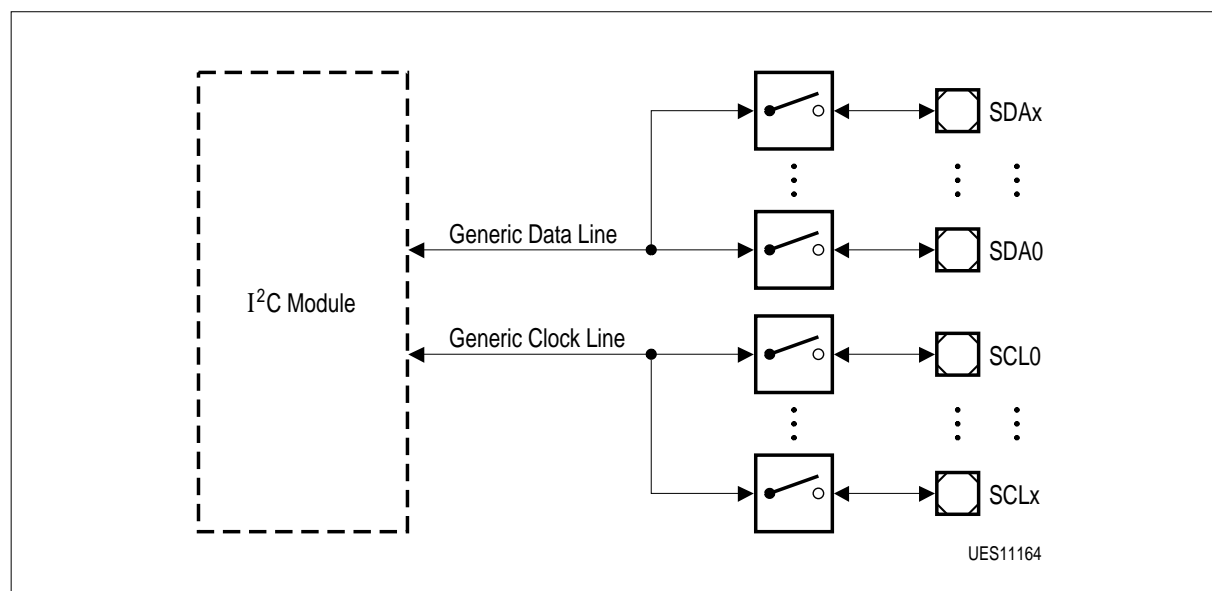 SDAx
Generic Data Line
SDA0
I²C Module
Generic Clock Line
SCL0
SCLx
UES11164